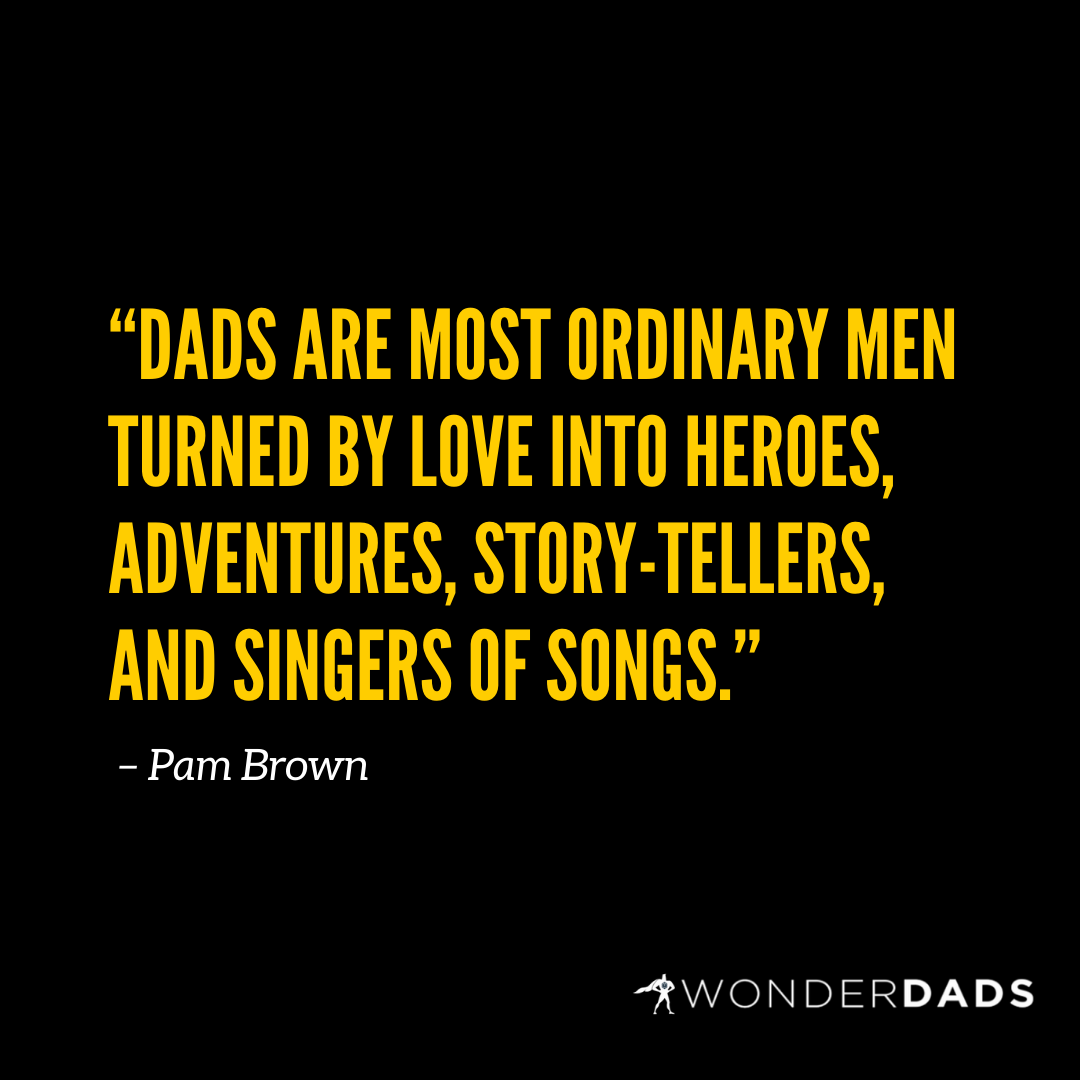 “DADS ARE MOST ORDINARY MEN
TURNED BY LOVE INTO HEROES,
ADVENTURES, STORY-TELLERS,
AND SINGERS OF SONGS.”
– Pam Brown
WONDERDADS